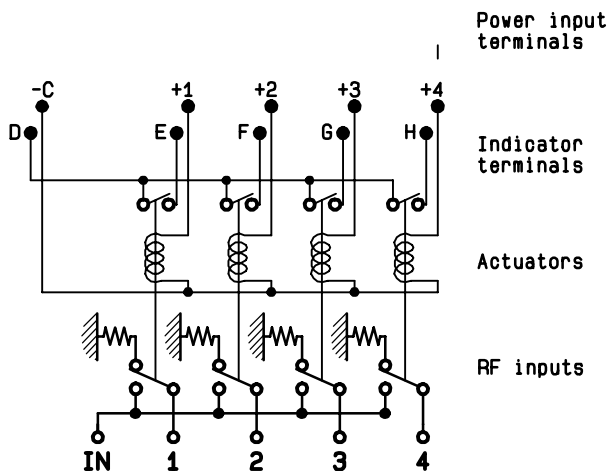 Power input
terminals
-C +1 +2 +3 +4
D E F G H
Indicator
terminals
Actuators
RF inputs
IN 1 2 3 4